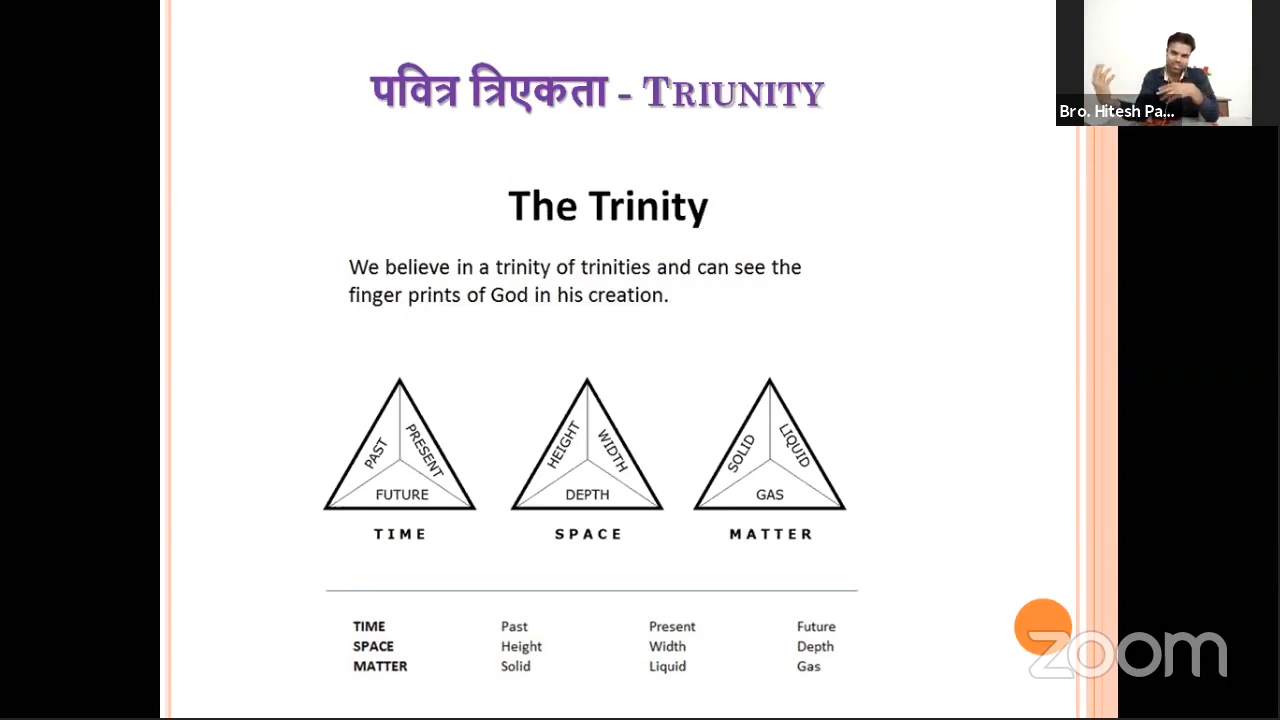 पवित्र त्रिएकता - TRIUNITY
Bro. Hitesh Pa...
The Trinity
We believe in a trinity of trinities and can see the
finger prints of God in his creation.
PAST
PRESENT
FUTURE
HEIGHT
WIDTH
DEPTH
SOLID
LIQUID
GAS
TIME
SPACE
MATTER
TIME Past Present Future
SPACE Height Width Depth
MATTER Solid Liquid Gas
zoom